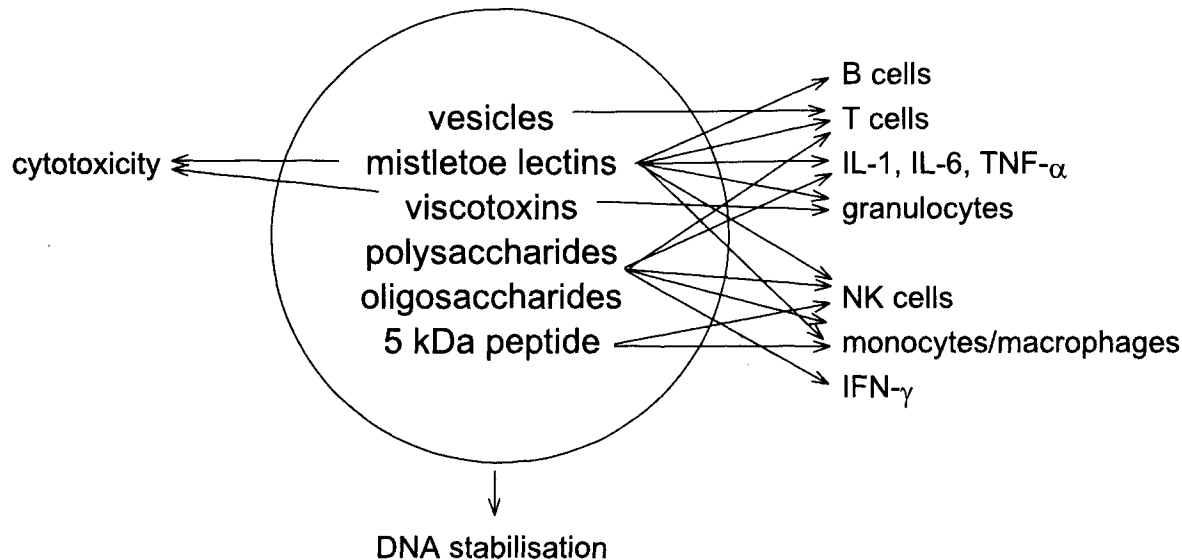 cytotoxicity
vesicles
mistletoe lectins
viscotoxins
polysaccharides
oligosaccharides
5 kDa peptide
B cells
T cells
IL-1, IL-6, TNF-α
granulocytes
NK cells
monocytes/macrophages
IFN-γ
DNA stabilisation